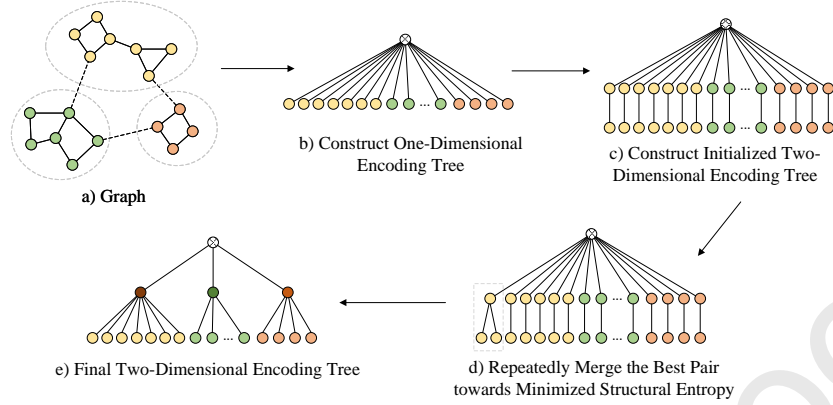 ...
...
b) Construct One-Dimensional
Encoding Tree
c) Construct Initialized Two-
Dimensional Encoding Tree
a) Graph
...
...
e) Final Two-Dimensional Encoding Tree
d) Repeatedly Merge the Best Pair
towards Minimized Structural Entropy